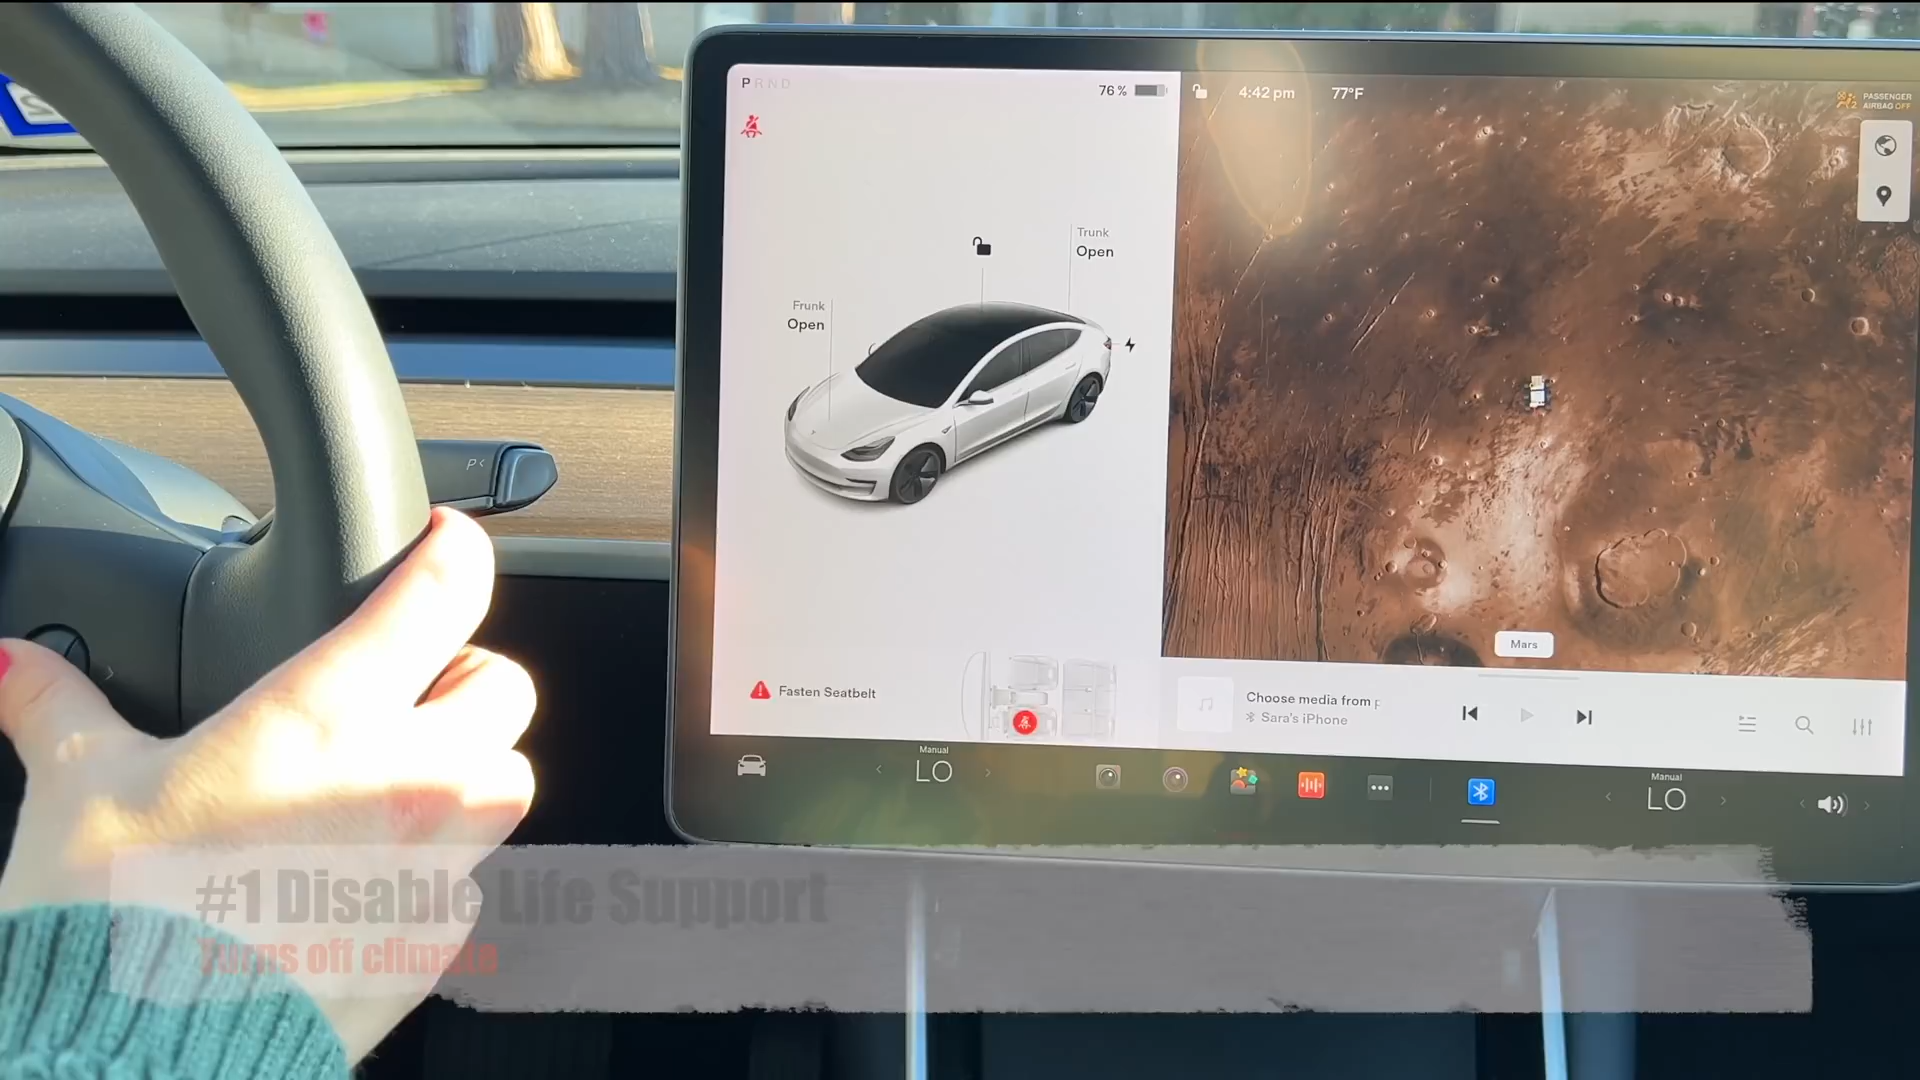 PRND
76%
4:42 pm
77°F
PASSENGER
AIRBAG OFF
Trunk
Open
Frunk
Open
P<
Mars
Fasten Seatbelt
Choose media from
Sara's iPhone
Manual
LO
Manual
LO
#1 Disable Life Support
Turns off climate